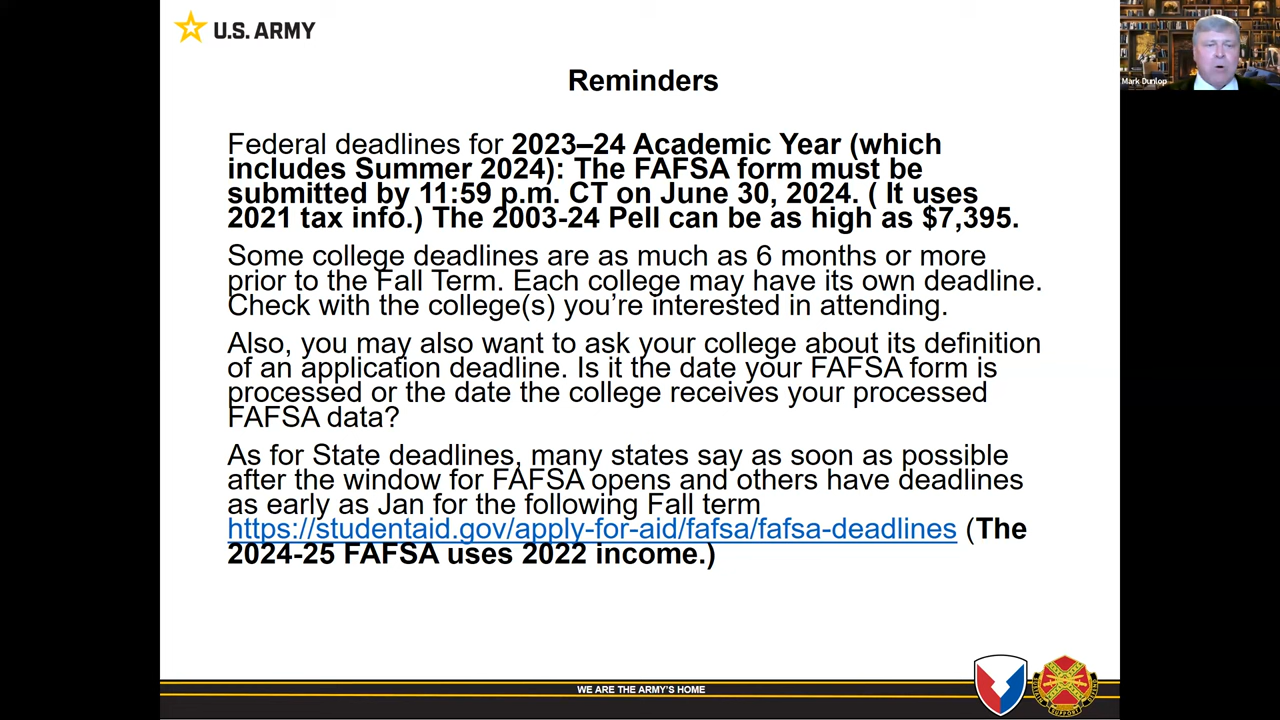 U.S. ARMY
Mark Dunlop
Reminders
Federal deadlines for 2023–24 Academic Year (which
includes Summer 2024): The FAFSA form must be
submitted by 11:59 p.m. CT on June 30, 2024. ( It uses
2021 tax info.) The 2003-24 Pell can be as high as $7,395.
Some college deadlines are as much as 6 months or more
prior to the Fall Term. Each college may have its own deadline.
Check with the college(s) you’re interested in attending.
Also, you may also want to ask your college about its definition
of an application deadline. Is it the date your FAFSA form is
processed or the date the college receives your processed
FAFSA data?
As for State deadlines, many states say as soon as possible
after the window for FAFSA opens and others have deadlines
as early as Jan for the following Fall term
https://studentaid.gov/apply-for-aid/fafsa/fafsa-deadlines (The
2024-25 FAFSA uses 2022 income.)
WE ARE THE ARMY’S HOME